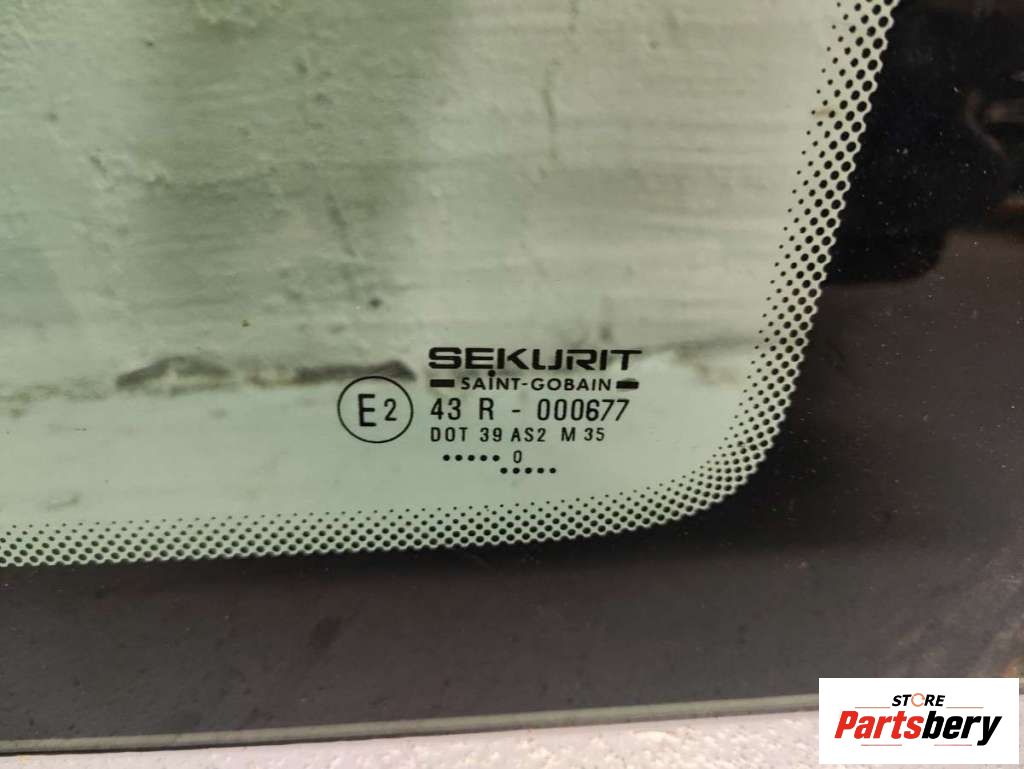 SEKURIT
SAINT-GOBAIN
E2
43 R - 000677
DOT 39 AS2 M 35
..... 0
.....
STORE
Partsbery